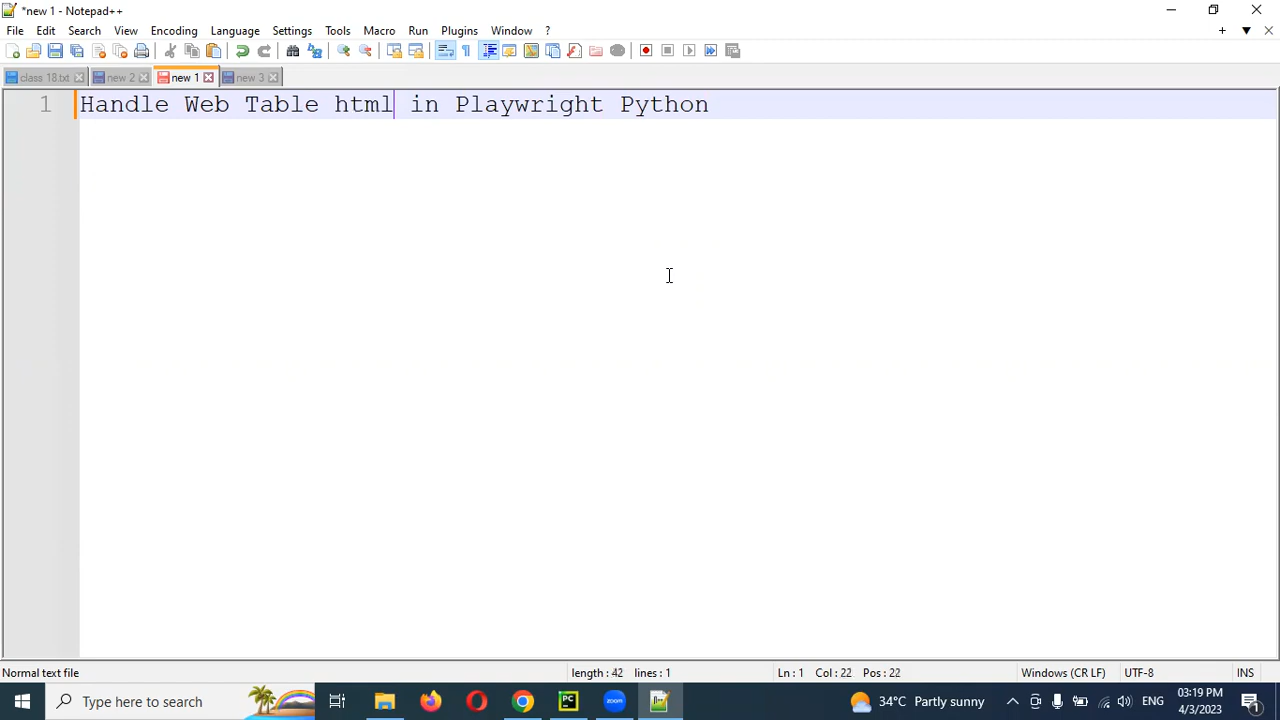 *new 1 - Notepad++
File Edit Search View Encoding Language Settings Tools Macro Run Plugins Window ?
class 18.txt new 2 new 1 new 3
1 Handle Web Table html in Playwright Python
Normal text file length : 42 lines : 1 Ln : 1 Col : 22 Pos : 22 Windows (CR LF) UTF-8 INS
Type here to search PC zoom 34°C Partly sunny ENG 03:19 PM 4/3/2023 1